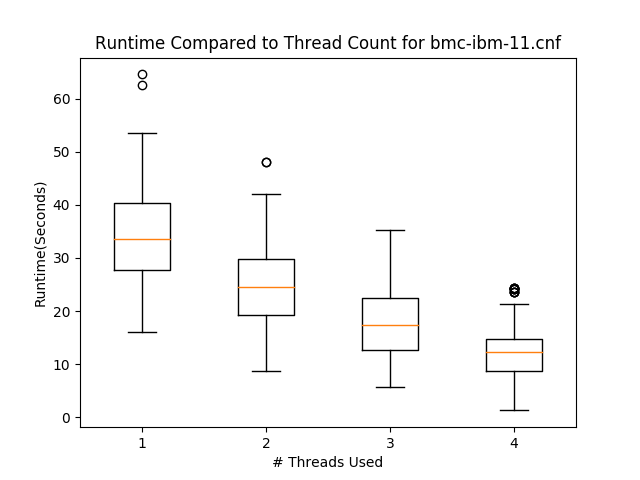 Runtime Compared to Thread Count for bmc-ibm-11.cnf
60
50
40
30
20
10
0
Runtime(Seconds)
1 2 3 4
# Threads Used